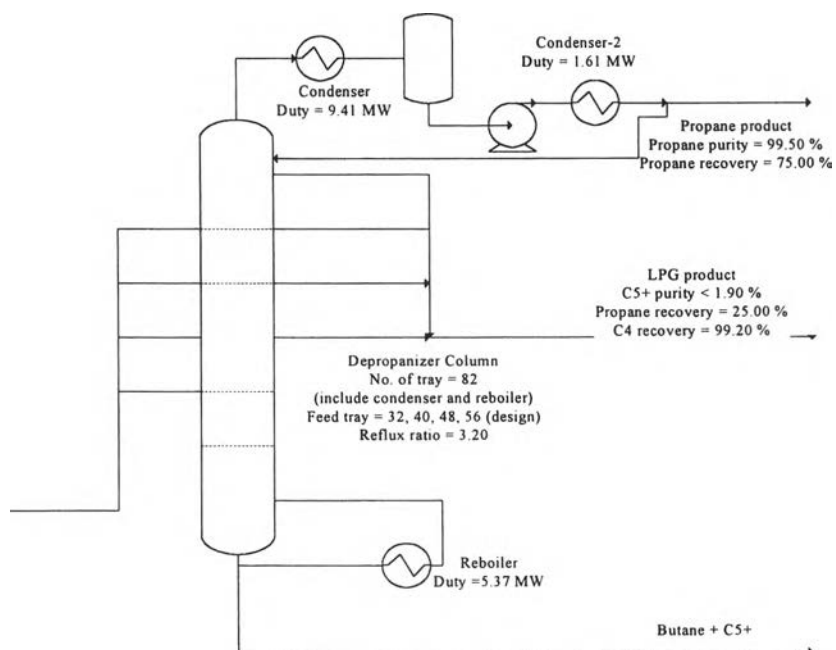 Condenser-2
Duty = 1.61 MW
Condenser
Duty = 9.41 MW
Propane product
Propane purity = 99.50 %
Propane recovery = 75.00 %
LPG product
C5+ purity < 1.90 %
Propane recovery = 25.00 %
C4 recovery = 99.20 %
Depropanizer Column
No. of tray = 82
(include condenser and reboiler)
Feed tray = 32, 40, 48, 56 (design)
Reflux ratio = 3.20
Reboiler
Duty =5.37 MW
Butane + C5+